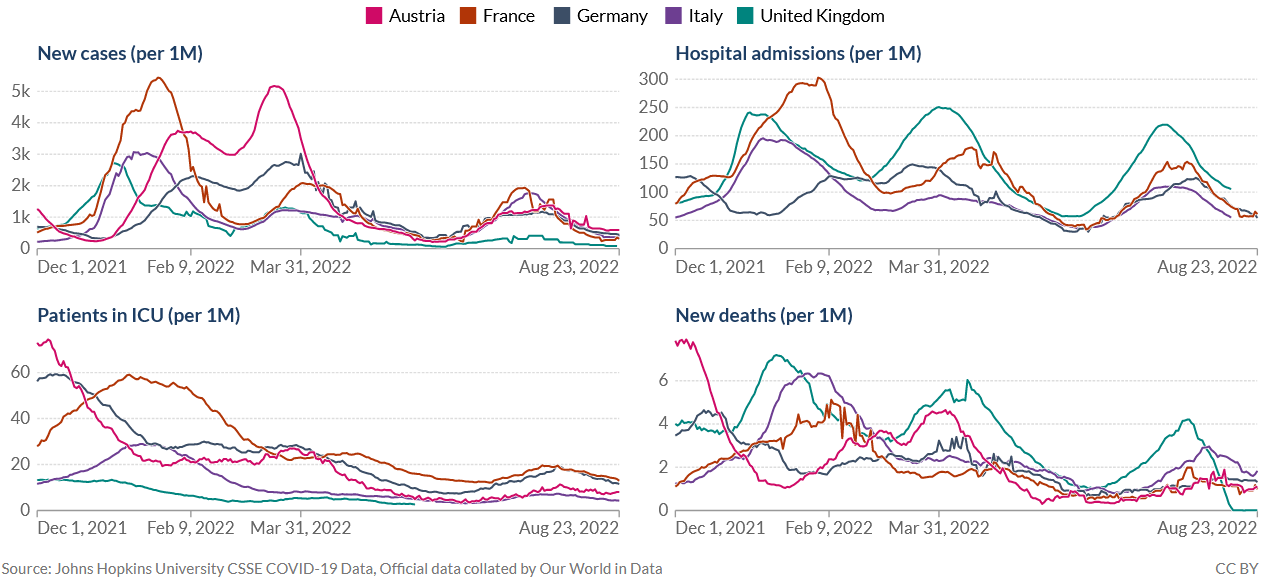 Austria France Germany Italy United Kingdom
New cases (per 1M)
5k
4k
3k
2k
1k
0
Dec 1, 2021 Feb 9, 2022 Mar 31, 2022 Aug 23, 2022
Hospital admissions (per 1M)
300
250
200
150
100
50
0
Dec 1, 2021 Feb 9, 2022 Mar 31, 2022 Aug 23, 2022
Patients in ICU (per 1M)
60
40
20
0
Dec 1, 2021 Feb 9, 2022 Mar 31, 2022 Aug 23, 2022
New deaths (per 1M)
6
4
2
0
Dec 1, 2021 Feb 9, 2022 Mar 31, 2022 Aug 23, 2022
Source: Johns Hopkins University CSSE COVID-19 Data, Official data collated by Our World in Data CC BY